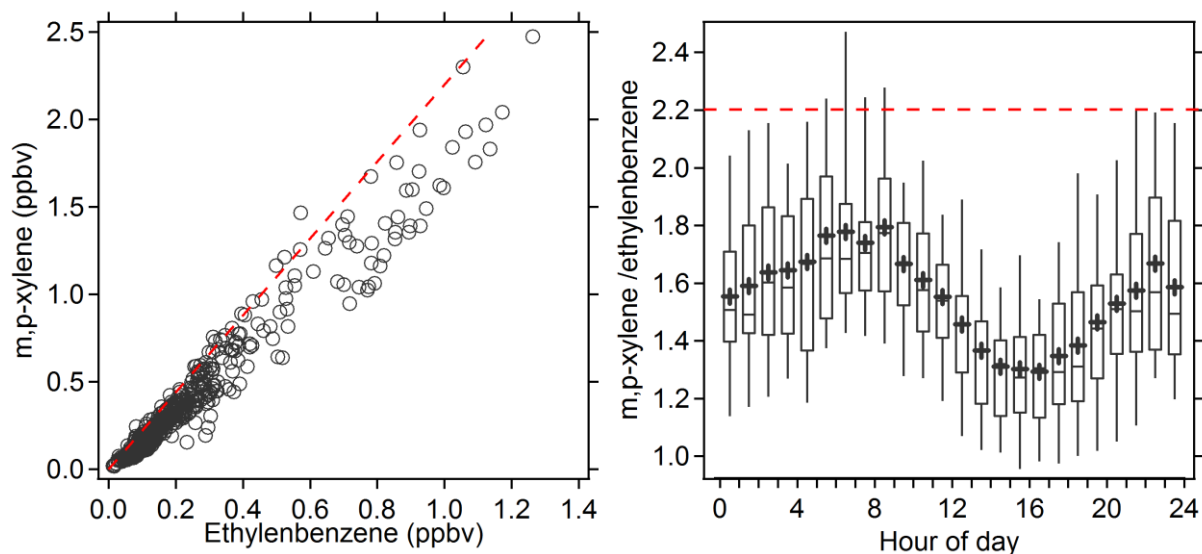 2.5
2.0
1.5
1.0
0.5
0.0
m,p-xylene (ppbv)
0.0 0.2 0.4 0.6 0.8 1.0 1.2 1.4
Ethylenbenzene (ppbv)
2.4
2.2
2.0
1.8
1.6
1.4
1.2
1.0
m,p-xylene /ethylenbenzene
0 4 8 12 16 20 24
Hour of day